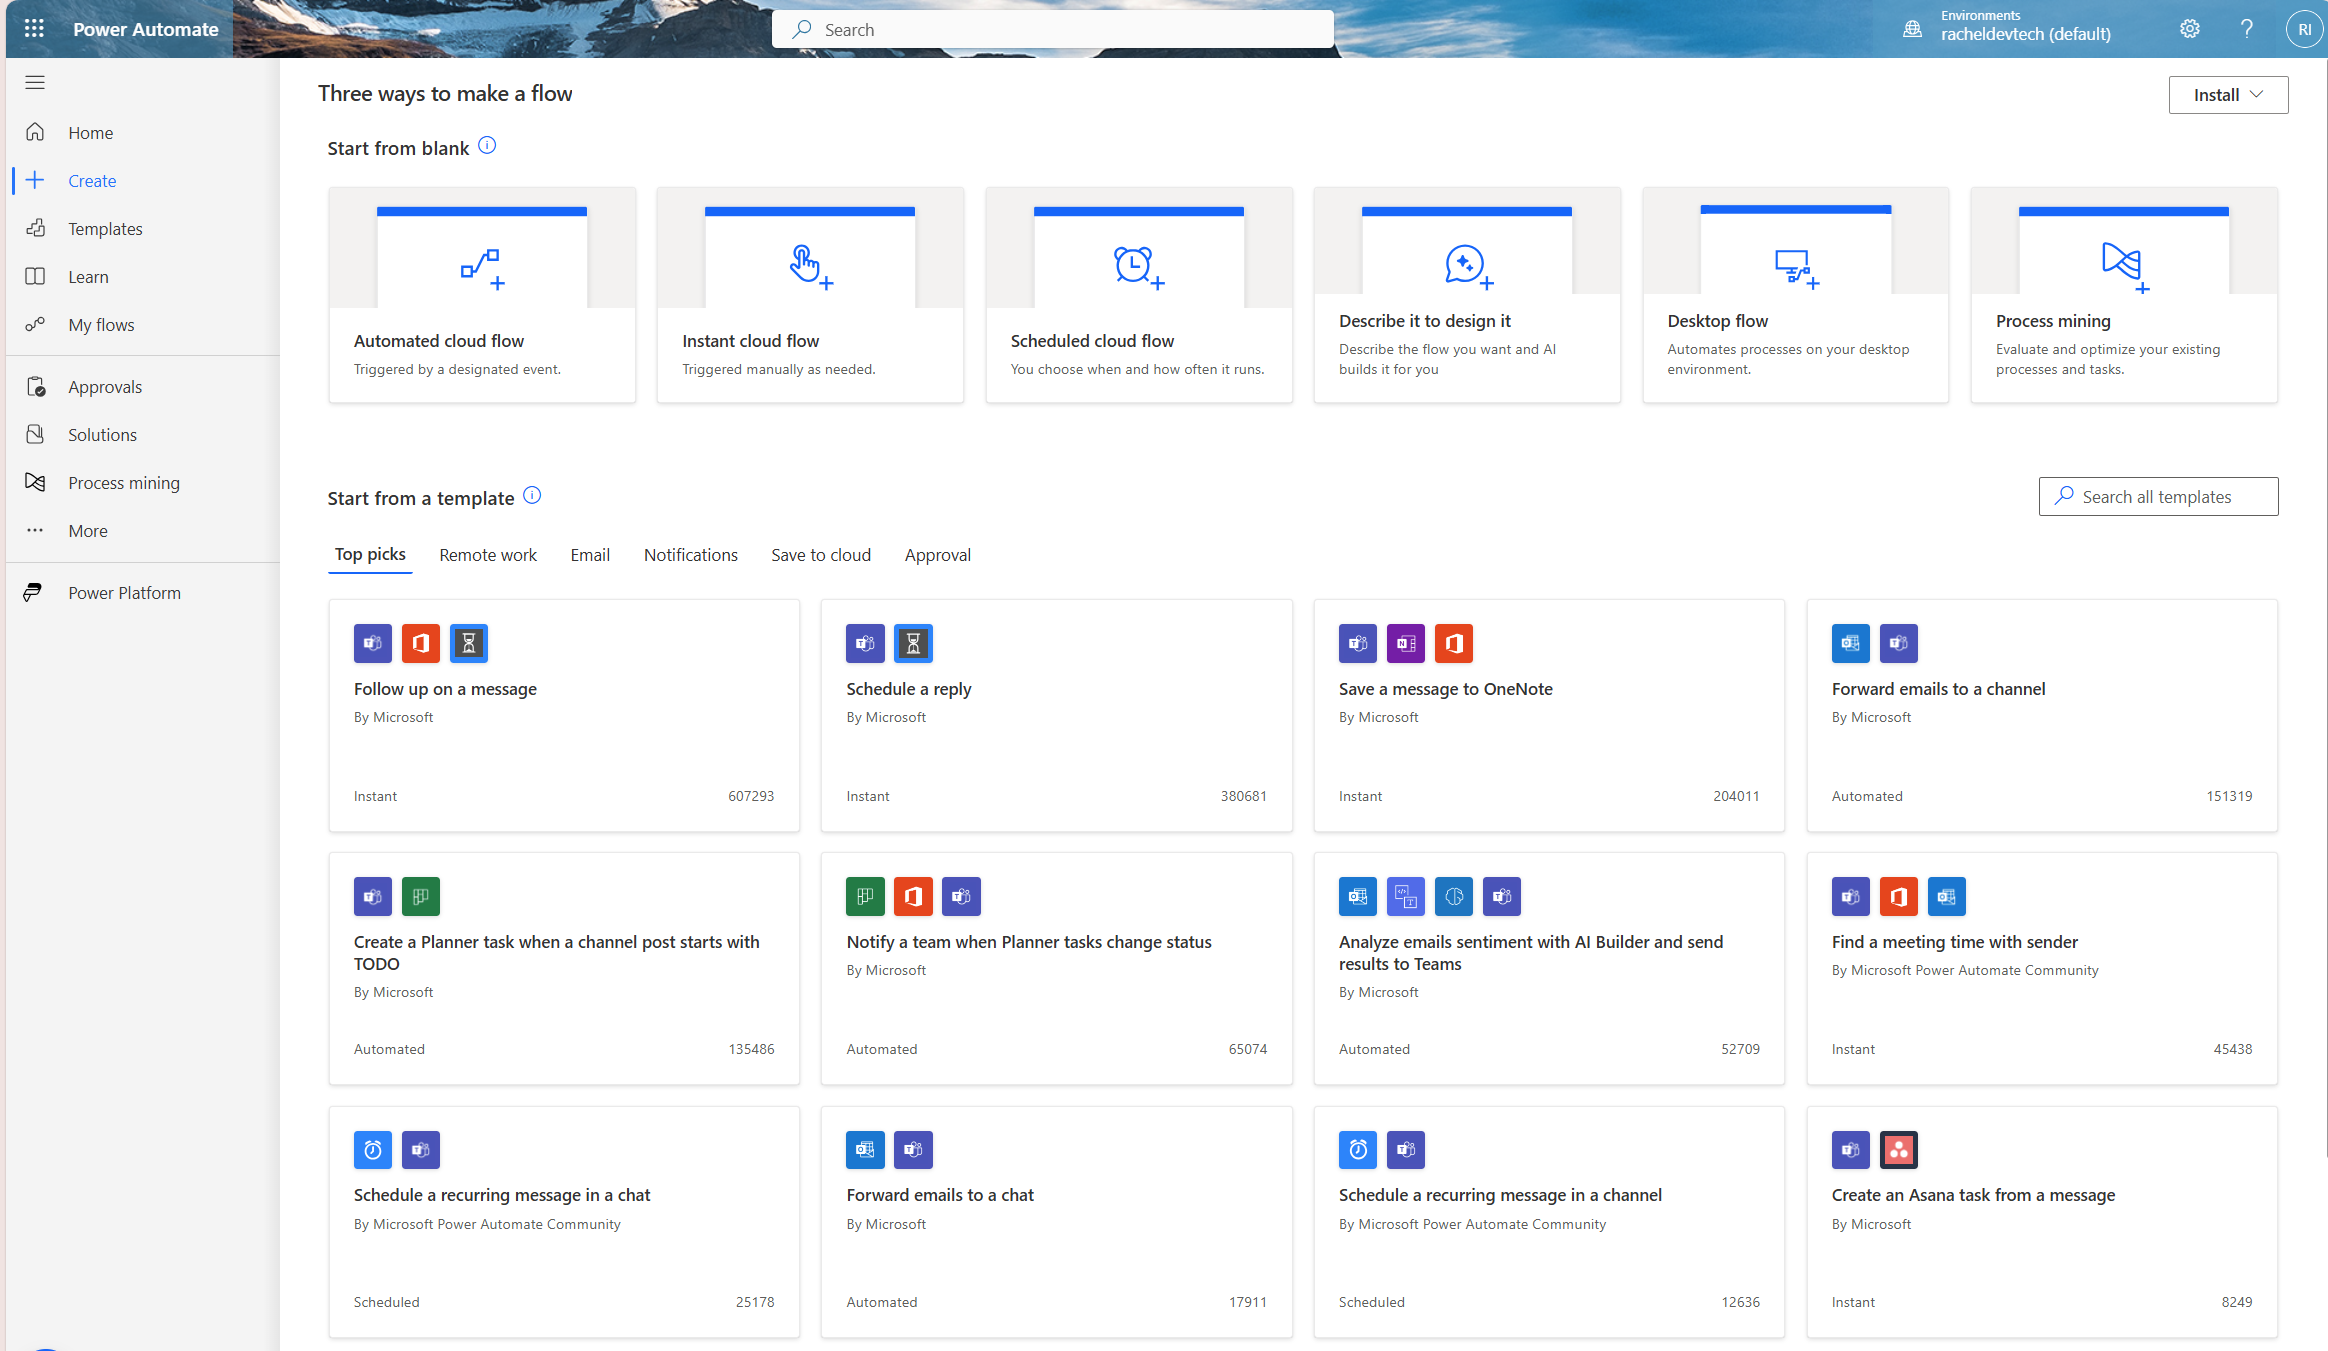 Power Automate
Search
Environments
racheldevtech (default)
RI
Home
Create
Templates
Learn
My flows
Approvals
Solutions
Process mining
More
Power Platform
Three ways to make a flow
Install
Start from blank
Automated cloud flow
Triggered by a designated event.
Instant cloud flow
Triggered manually as needed.
Scheduled cloud flow
You choose when and how often it runs.
Describe it to design it
Describe the flow you want and AI
builds it for you
Desktop flow
Automates processes on your desktop
environment.
Process mining
Evaluate and optimize your existing
processes and tasks.
Start from a template
Search all templates
Top picks
Remote work
Email
Notifications
Save to cloud
Approval
Follow up on a message
By Microsoft
Instant
607293
Schedule a reply
By Microsoft
Instant
380681
Save a message to OneNote
By Microsoft
Instant
204011
Forward emails to a channel
By Microsoft
Automated
151319
Create a Planner task when a channel post starts with
TODO
By Microsoft
Automated
135486
Notify a team when Planner tasks change status
By Microsoft
Automated
65074
Analyze emails sentiment with AI Builder and send
results to Teams
By Microsoft
Automated
52709
Find a meeting time with sender
By Microsoft Power Automate Community
Instant
45438
Schedule a recurring message in a chat
By Microsoft Power Automate Community
Scheduled
25178
Forward emails to a chat
By Microsoft
Automated
17911
Schedule a recurring message in a channel
By Microsoft Power Automate Community
Scheduled
12636
Create an Asana task from a message
By Microsoft
Instant
8249